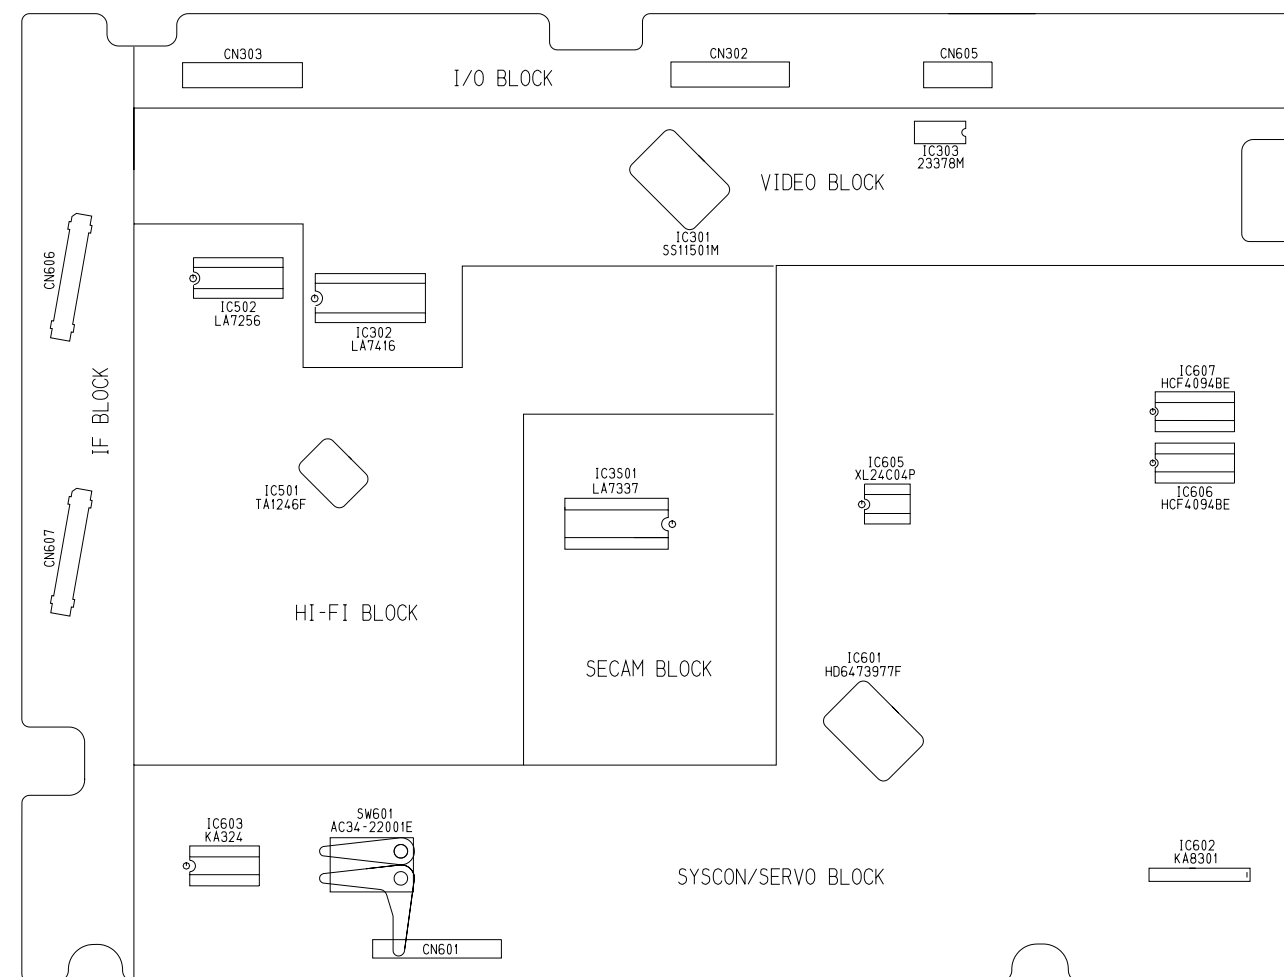 CN303
I/O BLOCK
CN302
CN605
IC303
23378M
VIDEO BLOCK
IC301
SS11501M
CN606
IC502
LA7256
IC302
LA7416
IF BLOCK
IC607
HCF4094BE
IC605
XL24C04P
IC606
HCF4094BE
IC3S01
LA7337
IC501
TA1246F
CN607
HI-FI BLOCK
SECAM BLOCK
IC601
HD6473977F
IC603
KA324
SW601
AC34-22001E
SYSCON/SERVO BLOCK
IC602
KA8301
CN601